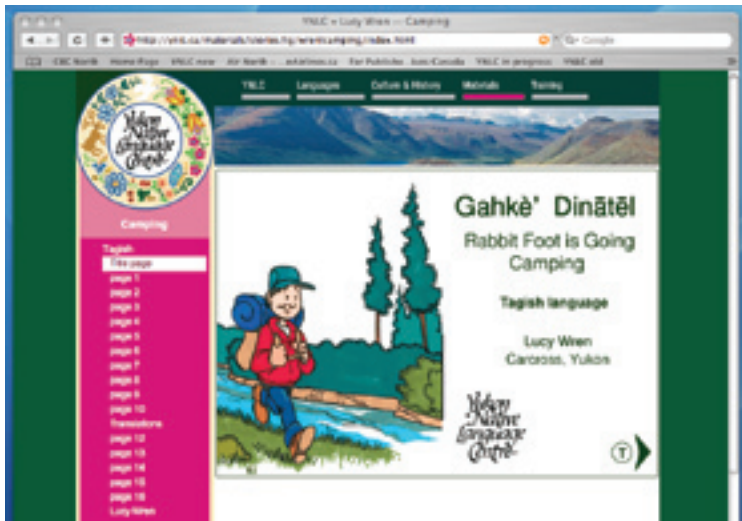 YNLC • Lucy Wren — Camping
Google
CBC North Home Page YNLC new Air North YNLC in progress YNLC old
YNLC Languages Culture & History Materials Training
Yukon
Native
Language
Centre
Camping
Tagish
Title page
page 1
page 2
page 3
page 4
page 5
page 6
page 7
page 8
page 9
page 10
Translations
page 12
page 13
page 14
page 15
page 16
Lucy Wren
Gahkè' Dinātēl
Rabbit Foot is Going
Camping
Tagish language
Lucy Wren
Carcross, Yukon
Yukon
Native
Language
Centre
T